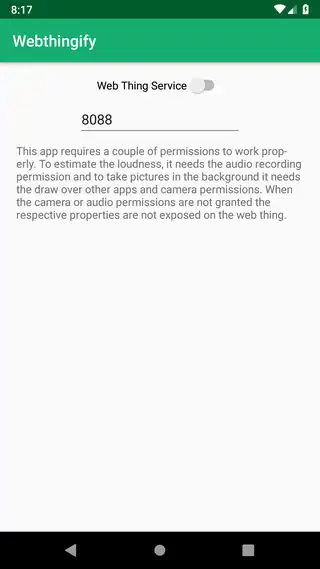 8:17
Webthingify
Web Thing Service
8088
This app requires a couple of permissions to work prop-
erly. To estimate the loudness, it needs the audio recording
permission and to take pictures in the background it needs
the draw over other apps and camera permissions. When
the camera or audio permissions are not granted the
respective properties are not exposed on the web thing.